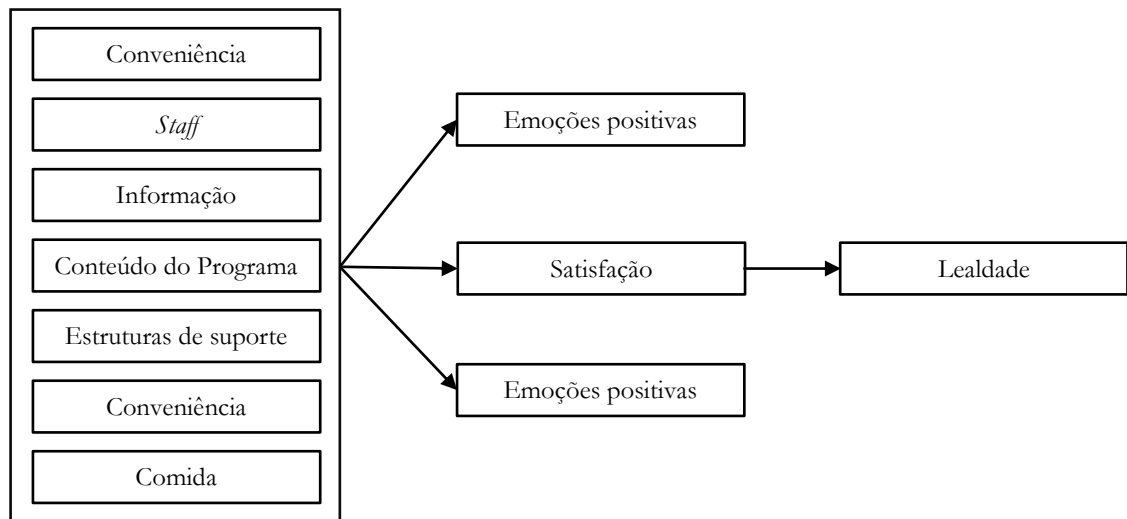 Conveniência
Staff
Informação
Conteúdo do Programa
Estruturas de suporte
Conveniência
Comida
Emoções positivas
Satisfação
Emoções positivas
Lealdade